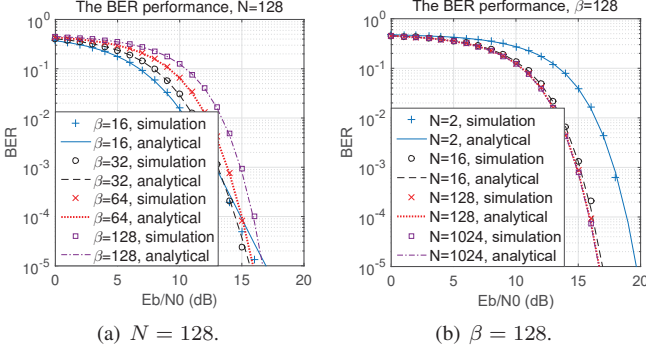 The BER performance, N=128
BER
10^0
10^-1
10^-2
10^-3
10^-4
10^-5
β=16, simulation
β=16, analytical
β=32, simulation
β=32, analytical
β=64, simulation
β=64, analytical
β=128, simulation
β=128, analytical
0 5 10 15 20
Eb/N0 (dB)
(a) N = 128.
The BER performance, β=128
BER
10^0
10^-1
10^-2
10^-3
10^-4
10^-5
N=2, simulation
N=2, analytical
N=16, simulation
N=16, analytical
N=128, simulation
N=128, analytical
N=1024, simulation
N=1024, analytical
0 5 10 15 20
Eb/N0 (dB)
(b) β = 128.